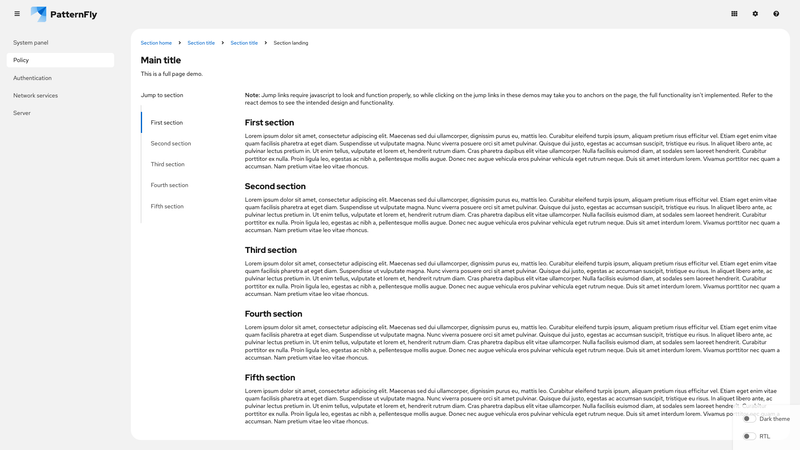 PatternFly
System panel
Policy
Authentication
Network services
Server
Section home
Section title
Section title
Section landing
Main title
This is a full page demo.
Jump to section
First section
Second section
Third section
Fourth section
Fifth section
Note: Jump links require javascript to look and function properly, so while clicking on the jump links in these demos may take you to anchors on the page, the full functionality isn't implemented. Refer to the
react demos to see the intended design and functionality.
First section
Lorem ipsum dolor sit amet, consectetur adipiscing elit. Maecenas sed dui ullamcorper, dignissim purus eu, mattis leo. Curabitur eleifend turpis ipsum, aliquam pretium risus efficitur vel. Etiam eget enim vitae
quam facilisis pharetra at eget diam. Suspendisse ut vulputate magna. Nunc viverra posuere orci sit amet pulvinar. Quisque dui justo, egestas ac accumsan suscipit, tristique eu risus. In aliquet libero ante, ac
pulvinar lectus pretium in. Ut enim tellus, vulputate et lorem et, hendrerit rutrum diam. Cras pharetra dapibus elit vitae ullamcorper. Nulla facilisis euismod diam, at sodales sem laoreet hendrerit. Curabitur
porttitor ex nulla. Proin ligula leo, egestas ac nibh a, pellentesque mollis augue. Donec nec augue vehicula eros pulvinar vehicula eget rutrum neque. Duis sit amet interdum lorem. Vivamus porttitor nec quam a
accumsan. Nam pretium vitae leo vitae rhoncus.
Second section
Lorem ipsum dolor sit amet, consectetur adipiscing elit. Maecenas sed dui ullamcorper, dignissim purus eu, mattis leo. Curabitur eleifend turpis ipsum, aliquam pretium risus efficitur vel. Etiam eget enim vitae
quam facilisis pharetra at eget diam. Suspendisse ut vulputate magna. Nunc viverra posuere orci sit amet pulvinar. Quisque dui justo, egestas ac accumsan suscipit, tristique eu risus. In aliquet libero ante, ac
pulvinar lectus pretium in. Ut enim tellus, vulputate et lorem et, hendrerit rutrum diam. Cras pharetra dapibus elit vitae ullamcorper. Nulla facilisis euismod diam, at sodales sem laoreet hendrerit. Curabitur
porttitor ex nulla. Proin ligula leo, egestas ac nibh a, pellentesque mollis augue. Donec nec augue vehicula eros pulvinar vehicula eget rutrum neque. Duis sit amet interdum lorem. Vivamus porttitor nec quam a
accumsan. Nam pretium vitae leo vitae rhoncus.
Third section
Lorem ipsum dolor sit amet, consectetur adipiscing elit. Maecenas sed dui ullamcorper, dignissim purus eu, mattis leo. Curabitur eleifend turpis ipsum, aliquam pretium risus efficitur vel. Etiam eget enim vitae
quam facilisis pharetra at eget diam. Suspendisse ut vulputate magna. Nunc viverra posuere orci sit amet pulvinar. Quisque dui justo, egestas ac accumsan suscipit, tristique eu risus. In aliquet libero ante, ac
pulvinar lectus pretium in. Ut enim tellus, vulputate et lorem et, hendrerit rutrum diam. Cras pharetra dapibus elit vitae ullamcorper. Nulla facilisis euismod diam, at sodales sem laoreet hendrerit. Curabitur
porttitor ex nulla. Proin ligula leo, egestas ac nibh a, pellentesque mollis augue. Donec nec augue vehicula eros pulvinar vehicula eget rutrum neque. Duis sit amet interdum lorem. Vivamus porttitor nec quam a
accumsan. Nam pretium vitae leo vitae rhoncus.
Fourth section
Lorem ipsum dolor sit amet, consectetur adipiscing elit. Maecenas sed dui ullamcorper, dignissim purus eu, mattis leo. Curabitur eleifend turpis ipsum, aliquam pretium risus efficitur vel. Etiam eget enim vitae
quam facilisis pharetra at eget diam. Suspendisse ut vulputate magna. Nunc viverra posuere orci sit amet pulvinar. Quisque dui justo, egestas ac accumsan suscipit, tristique eu risus. In aliquet libero ante, ac
pulvinar lectus pretium in. Ut enim tellus, vulputate et lorem et, hendrerit rutrum diam. Cras pharetra dapibus elit vitae ullamcorper. Nulla facilisis euismod diam, at sodales sem laoreet hendrerit. Curabitur
porttitor ex nulla. Proin ligula leo, egestas ac nibh a, pellentesque mollis augue. Donec nec augue vehicula eros pulvinar vehicula eget rutrum neque. Duis sit amet interdum lorem. Vivamus porttitor nec quam a
accumsan. Nam pretium vitae leo vitae rhoncus.
Fifth section
Lorem ipsum dolor sit amet, consectetur adipiscing elit. Maecenas sed dui ullamcorper, dignissim purus eu, mattis leo. Curabitur eleifend turpis ipsum, aliquam pretium risus efficitur vel. Etiam eget enim vitae
quam facilisis pharetra at eget diam. Suspendisse ut vulputate magna. Nunc viverra posuere orci sit amet pulvinar. Quisque dui justo, egestas ac accumsan suscipit, tristique eu risus. In aliquet libero ante, ac
pulvinar lectus pretium in. Ut enim tellus, vulputate et lorem et, hendrerit rutrum diam. Cras pharetra dapibus elit vitae ullamcorper. Nulla facilisis euismod diam, at sodales sem laoreet hendrerit. Curabitur
porttitor ex nulla. Proin ligula leo, egestas ac nibh a, pellentesque mollis augue. Donec nec augue vehicula eros pulvinar vehicula eget rutrum neque. Duis sit amet interdum lorem. Vivamus
accumsan. Nam pretium vitae leo vitae rhoncus.
Dark theme
RTL